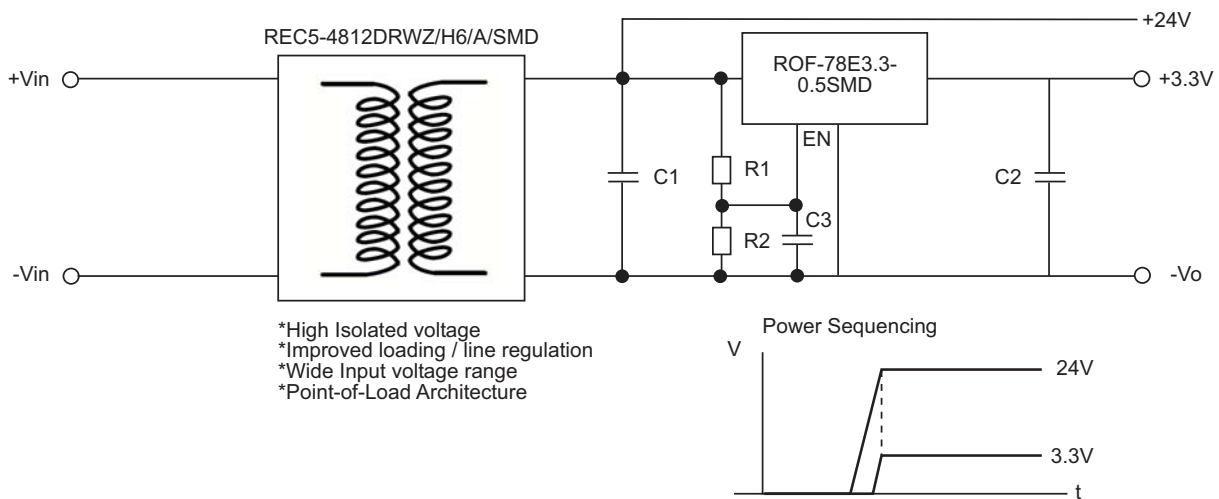 +24V
REC5-4812DRWZ/H6/A/SMD
ROF-78E3.3-
0.5SMD
+Vin
+3.3V
EN
C1
R1
C2
R2
C3
-Vin
-Vo
*High Isolated voltage
*Improved loading / line regulation
*Wide Input voltage range
*Point-of-Load Architecture
Power Sequencing
V
24V
3.3V
t